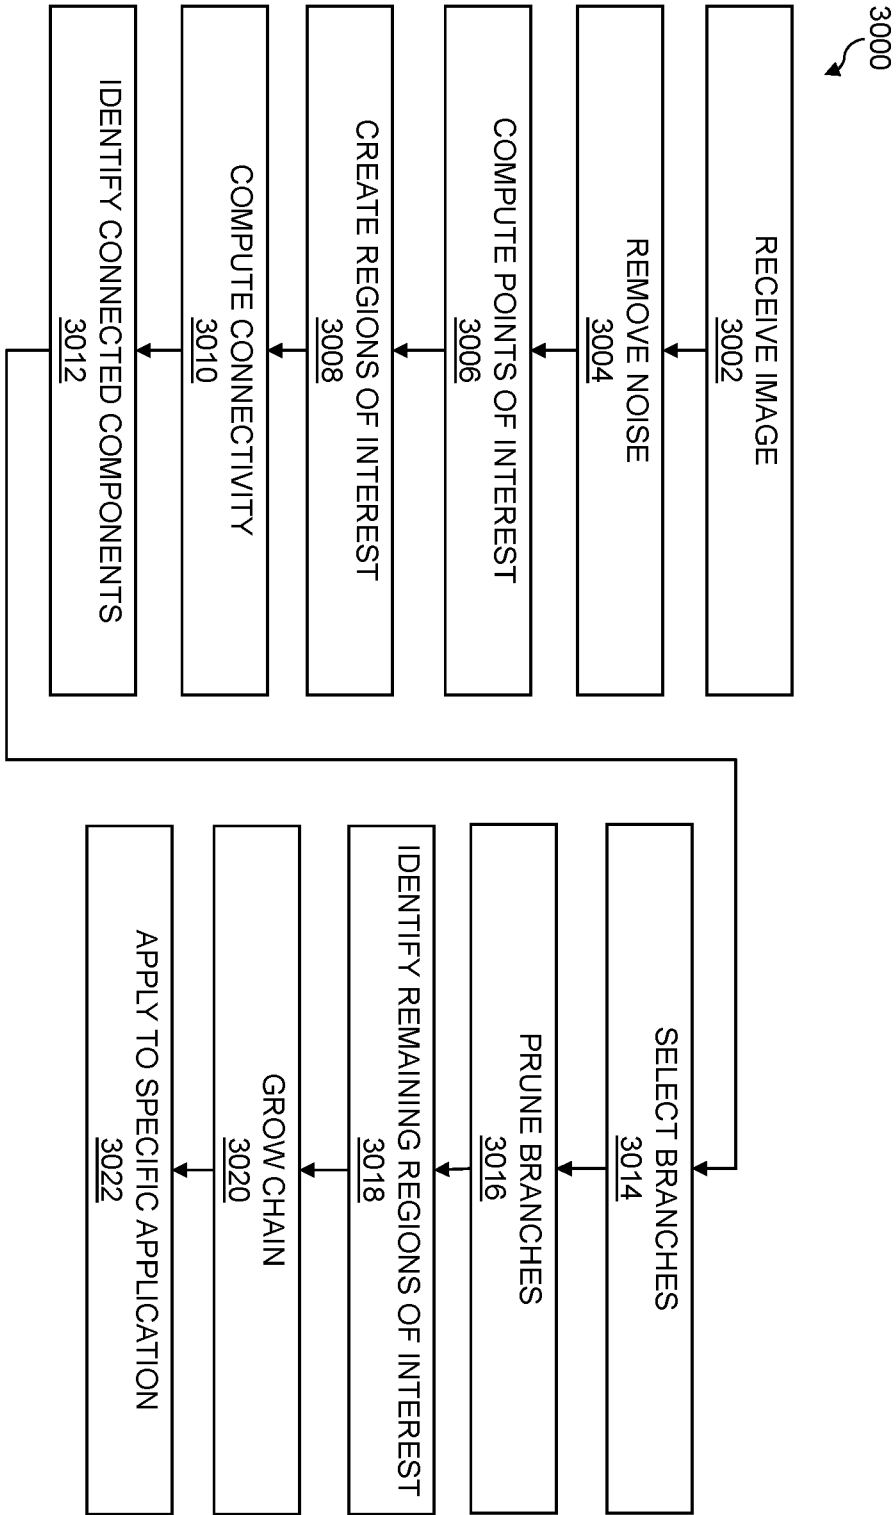 3000
RECEIVE IMAGE
3002
REMOVE NOISE
3004
COMPUTE POINTS OF INTEREST
3006
CREATE REGIONS OF INTEREST
3008
COMPUTE CONNECTIVITY
3010
IDENTIFY CONNECTED COMPONENTS
3012
SELECT BRANCHES
3014
PRUNE BRANCHES
3016
IDENTIFY REMAINING REGIONS OF INTEREST
3018
GROW CHAIN
3020
APPLY TO SPECIFIC APPLICATION
3022